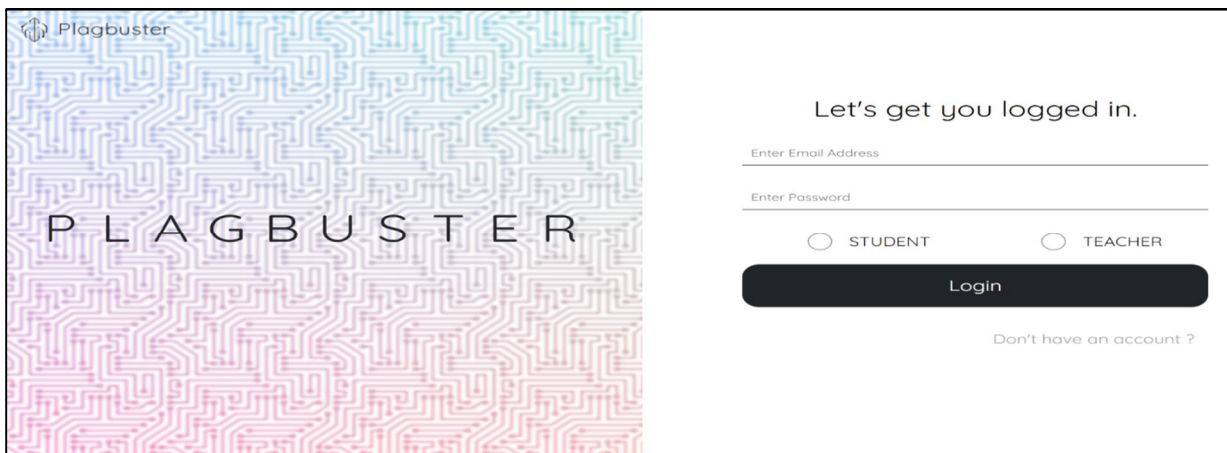 Plagbuster
PLAGBUSTER
Let's get you logged in.
Enter Email Address
Enter Password
STUDENT TEACHER
Login
Don't have an account ?